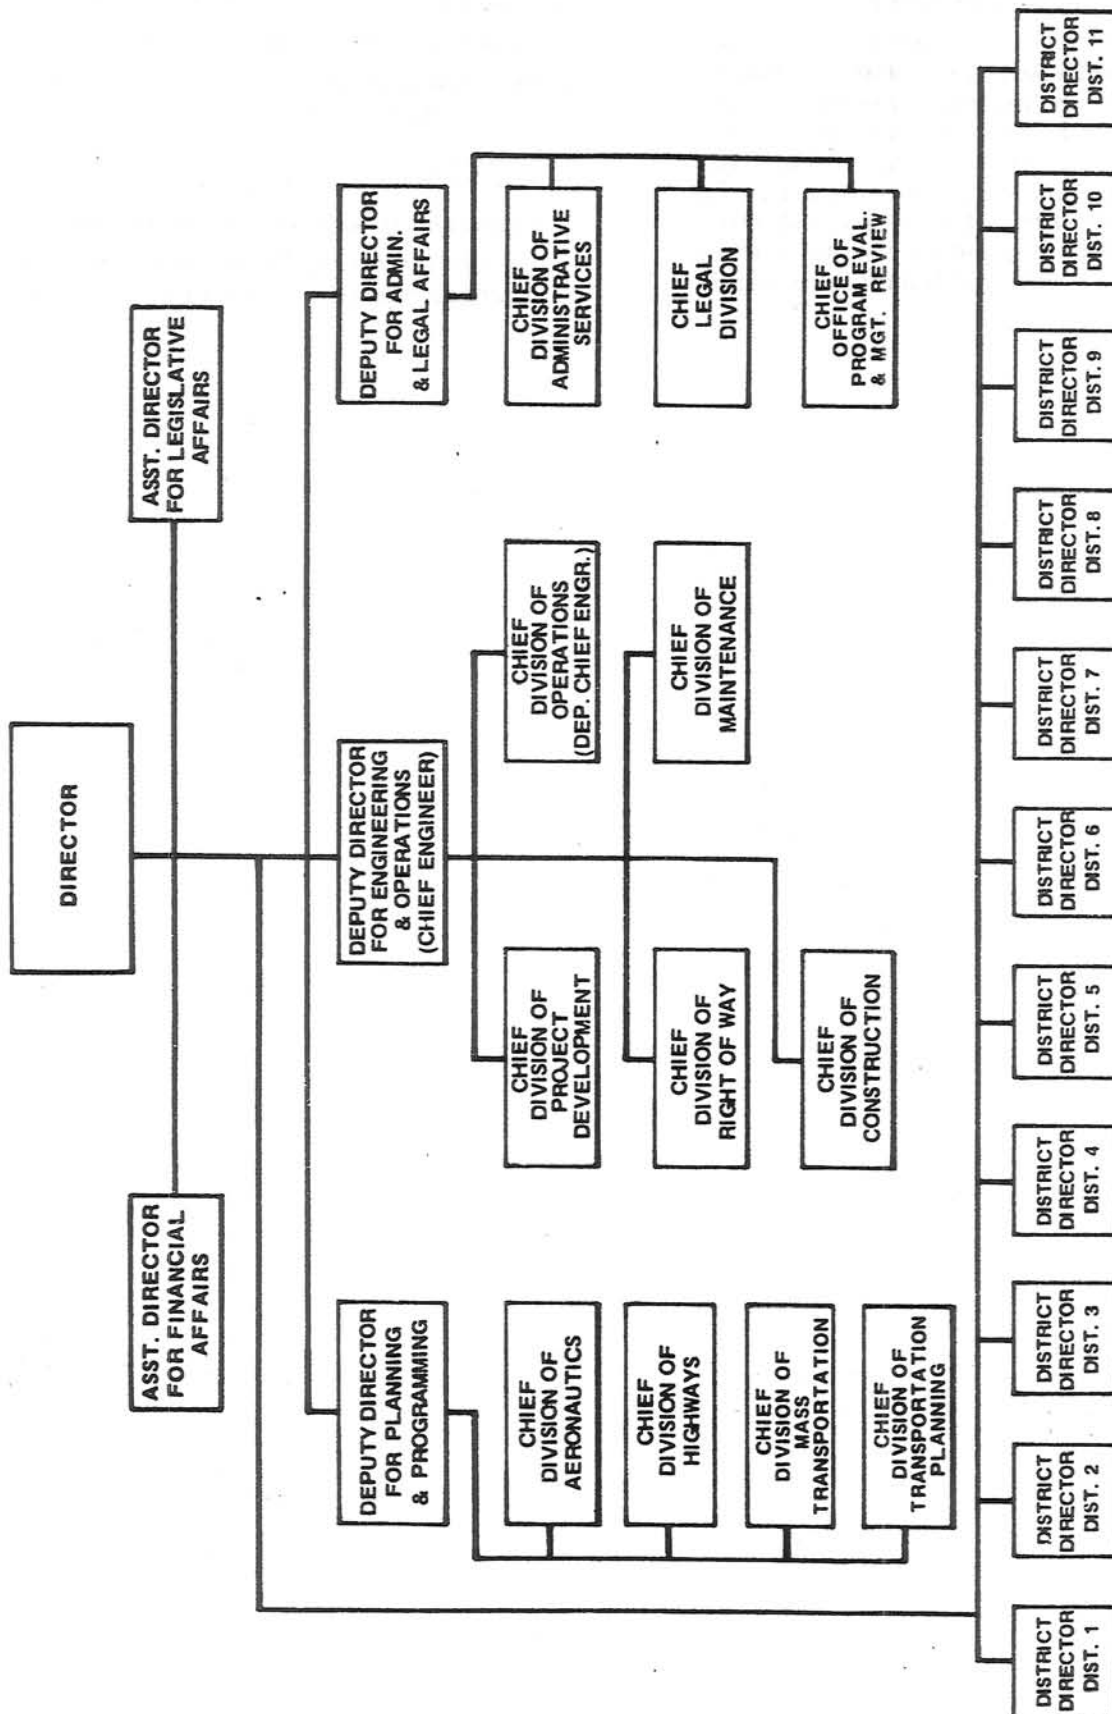 DIRECTOR
ASST. DIRECTOR
FOR FINANCIAL
AFFAIRS
ASST. DIRECTOR
FOR LEGISLATIVE
AFFAIRS
DEPUTY DIRECTOR
FOR PLANNING
& PROGRAMMING
DEPUTY DIRECTOR
FOR ENGINEERING
& OPERATIONS
(CHIEF ENGINEER)
DEPUTY DIRECTOR
FOR ADMIN.
& LEGAL AFFAIRS
CHIEF
DIVISION OF
AERONAUTICS
CHIEF
DIVISION OF
HIGHWAYS
CHIEF
DIVISION OF
MASS
TRANSPORTATION
CHIEF
DIVISION OF
TRANSPORTATION
PLANNING
CHIEF
DIVISION OF
PROJECT
DEVELOPMENT
CHIEF
DIVISION OF
OPERATIONS
(DEP. CHIEF ENGR.)
CHIEF
DIVISION OF
RIGHT OF WAY
CHIEF
DIVISION OF
MAINTENANCE
CHIEF
DIVISION OF
CONSTRUCTION
CHIEF
DIVISION OF
ADMINISTRATIVE
SERVICES
CHIEF
LEGAL
DIVISION
CHIEF
OFFICE OF
PROGRAM EVAL.
& MGT. REVIEW
DISTRICT
DIRECTOR
DIST. 1
DISTRICT
DIRECTOR
DIST. 2
DISTRICT
DIRECTOR
DIST. 3
DISTRICT
DIRECTOR
DIST. 4
DISTRICT
DIRECTOR
DIST. 5
DISTRICT
DIRECTOR
DIST. 6
DISTRICT
DIRECTOR
DIST. 7
DISTRICT
DIRECTOR
DIST. 8
DISTRICT
DIRECTOR
DIST. 9
DISTRICT
DIRECTOR
DIST. 10
DISTRICT
DIRECTOR
DIST. 11